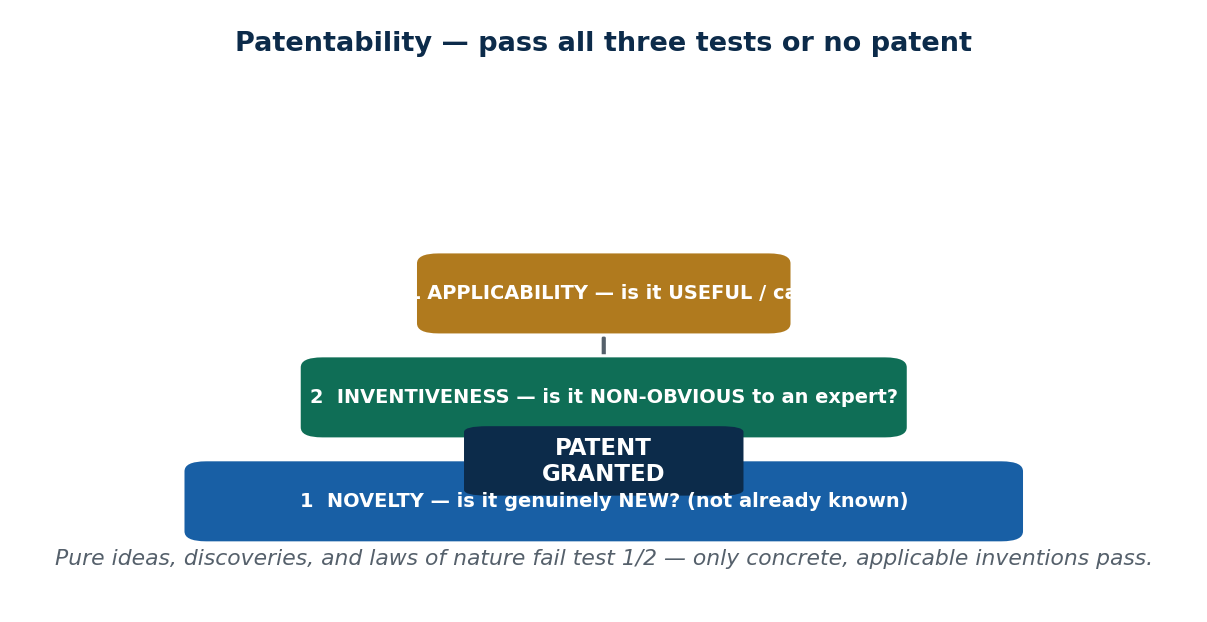 Patentability — pass all three tests or no patent
APPLICABILITY — is it USEFUL /
2 INVENTIVENESS — is it NON-OBVIOUS to an expert?
PATENT
GRANTED
1 NOVELTY — is it genuinely NEW? (not already known)
Pure ideas, discoveries, and laws of nature fail test 1/2 — only concrete, applicable inventions pass.